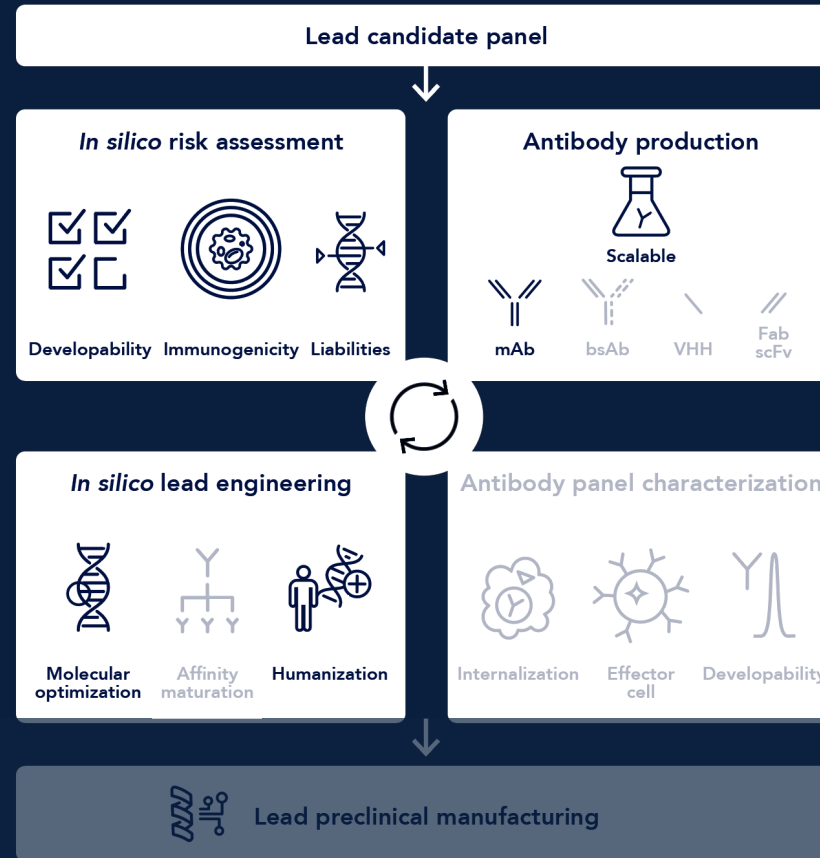 Lead candidate panel
In silico risk assessment
Developability Immunogenicity Liabilities
Antibody production
Scalable
mAb bsAb VHH Fab
scFv
In silico lead engineering
Molecular
optimization
Affinity
maturation
Humanization
Antibody panel characterization
Internalization
Effector
cell
Developability
Lead preclinical manufacturing